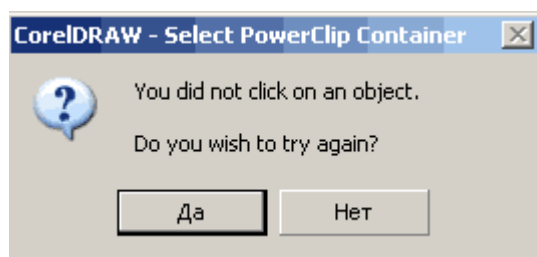 CorelDRAW - Select PowerClip Container
You did not click on an object.
Do you wish to try again?
Да
Нет